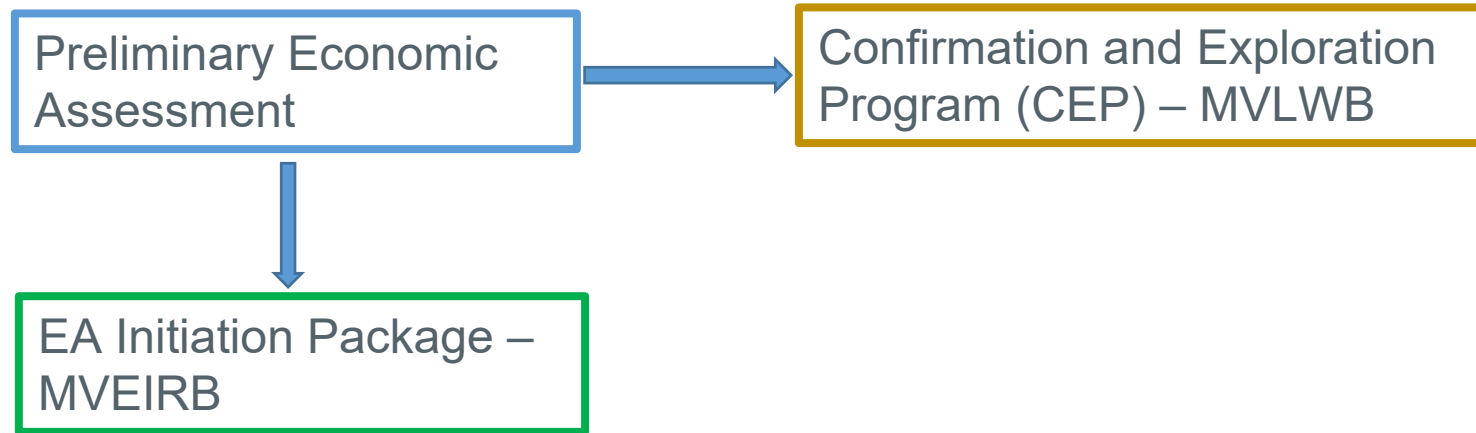 Preliminary Economic
Assessment
Confirmation and Exploration
Program (CEP) – MVLWB
EA Initiation Package –
MVEIRB